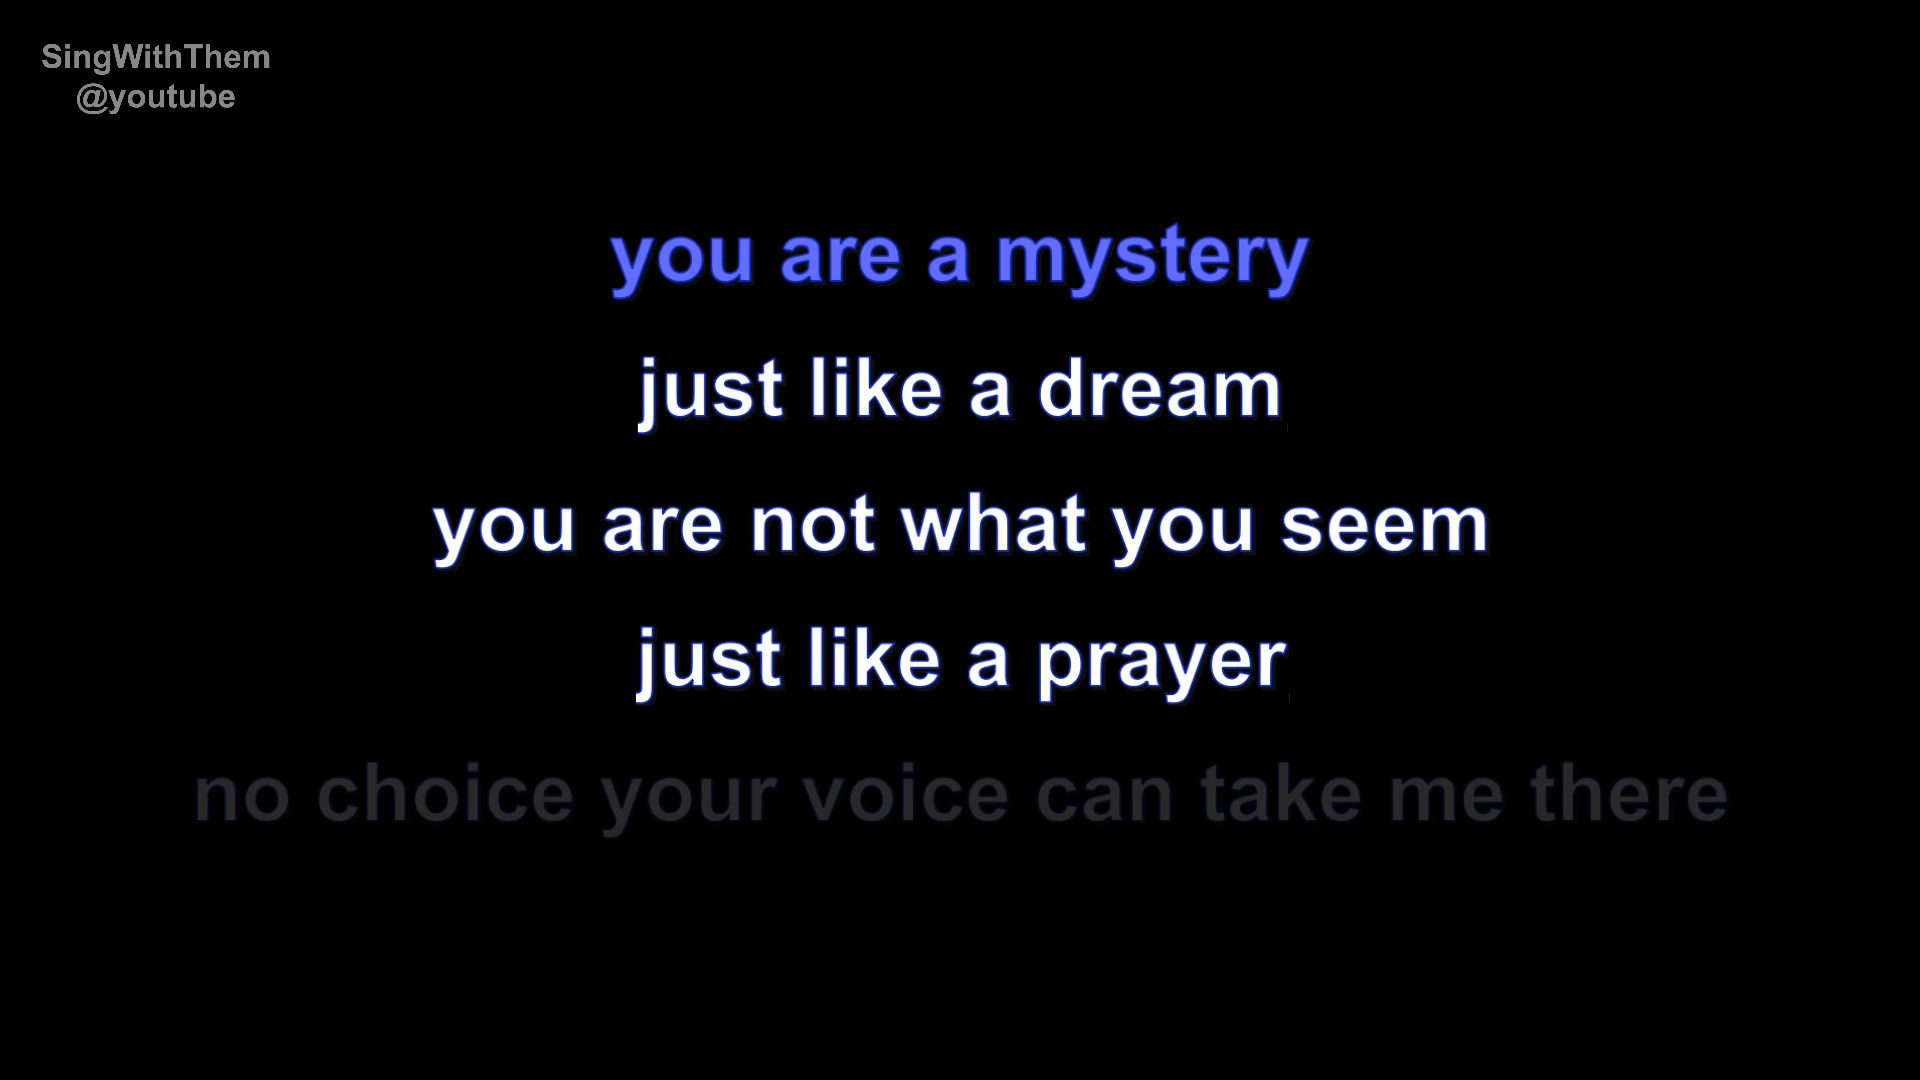 SingWithThem
@youtube
you are a mystery
just like a dream
you are not what you seem
just like a prayer
no choice your voice can take me there